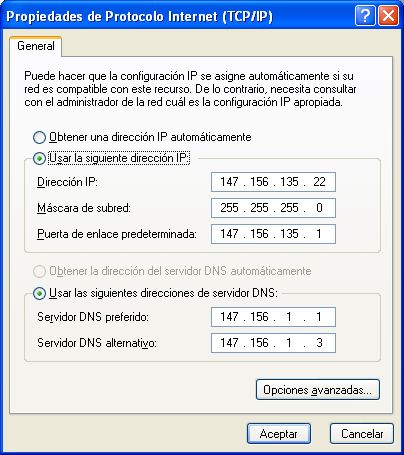 Propiedades de Protocolo Internet (TCP/IP)
General
Puede hacer que la configuración IP se asigne automáticamente si su
red es compatible con este recurso. De lo contrario, necesita consultar
con el administrador de la red cuál es la configuración IP apropiada.
Obtener una dirección IP automáticamente
Usar la siguiente dirección IP:
Dirección IP: 147 . 156 . 135 . 22
Máscara de subred: 255 . 255 . 255 . 0
Puerta de enlace predeterminada: 147 . 156 . 135 . 1
Obtener la dirección del servidor DNS automáticamente
Usar las siguientes direcciones de servidor DNS:
Servidor DNS preferido: 147 . 156 . 1 . 1
Servidor DNS alternativo: 147 . 156 . 1 . 3
Opciones avanzadas...
Aceptar Cancelar